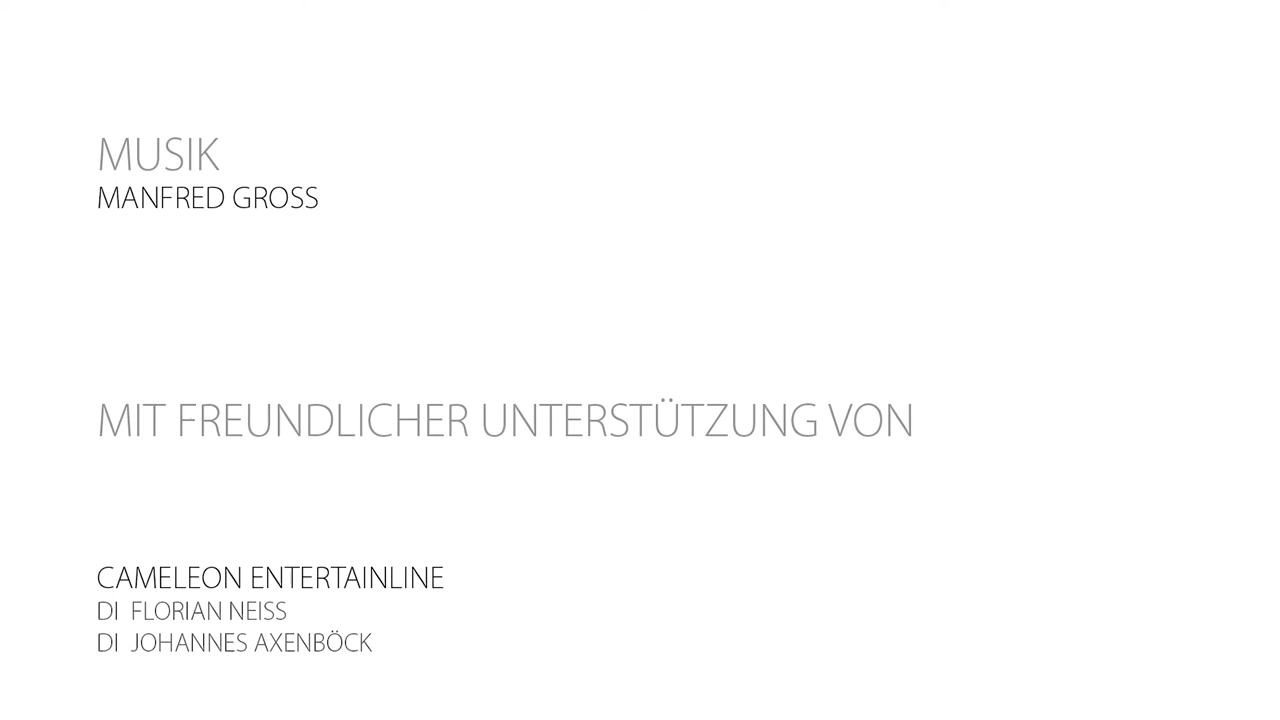 MUSIK
MANFRED GROSS
MIT FREUNDLICHER UNTERSTÜTZUNG VON
CAMELEON ENTERTAINLINE
DI FLORIAN NEISS
DI JOHANNES AXENBÖCK